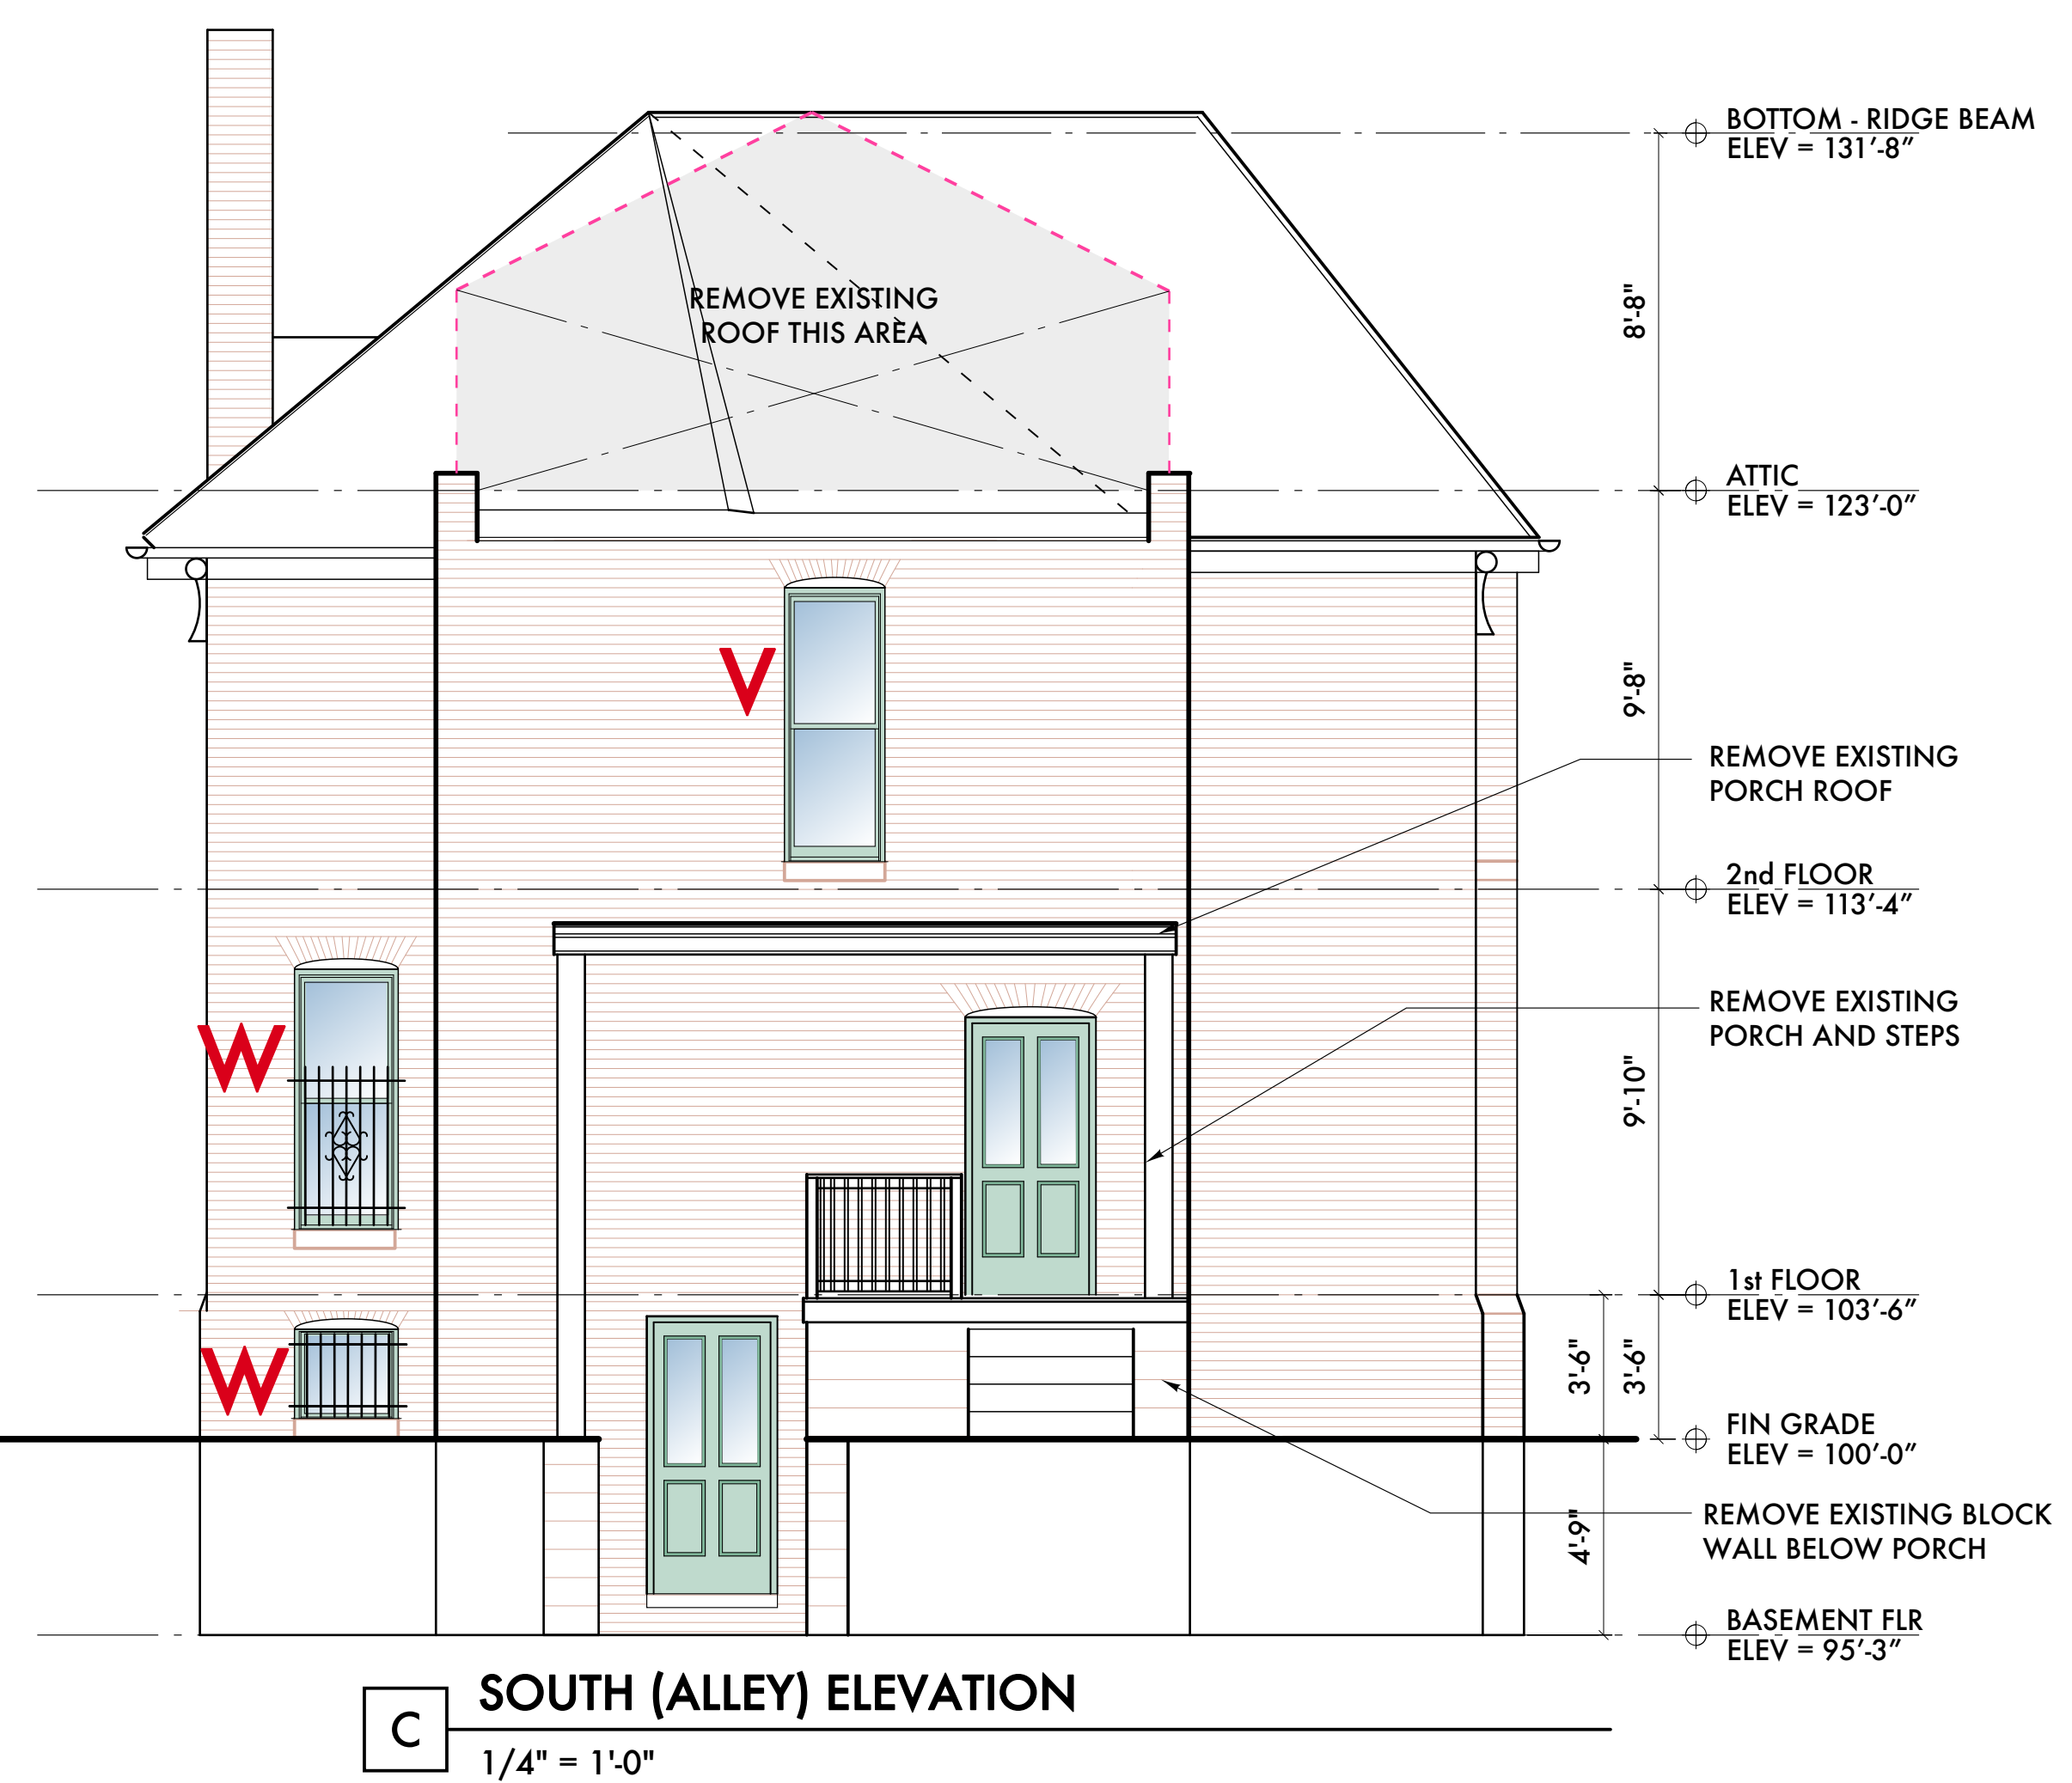 BOTTOM - RIDGE BEAM
ELEV = 131'-8"
REMOVE EXISTING
ROOF THIS AREA
8'-8"
ATTIC
ELEV = 123'-0"
V
9'-8"
REMOVE EXISTING
PORCH ROOF
2nd FLOOR
ELEV = 113'-4"
REMOVE EXISTING
PORCH AND STEPS
W
9'-10"
1st FLOOR
ELEV = 103'-6"
W
3'-6"
3'-6"
FIN GRADE
ELEV = 100'-0"
REMOVE EXISTING BLOCK
WALL BELOW PORCH
4'-9"
BASEMENT FLR
ELEV = 95'-3"
C
SOUTH (ALLEY) ELEVATION
1/4" = 1'-0"